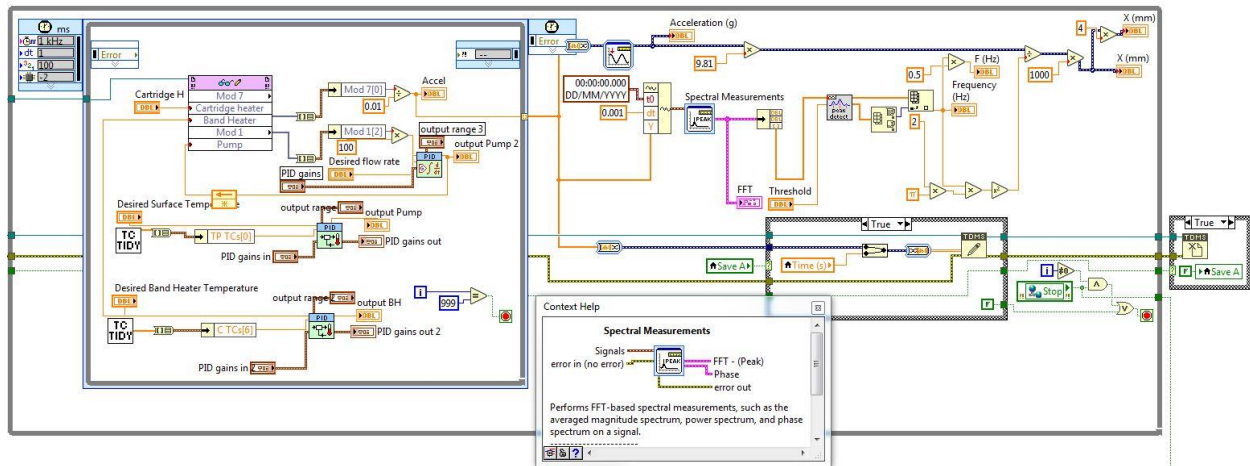 ms
1 kHz
dt
100
-2
Error
Error
--
Cartridge H
DBL
Mod 7
Cartridge heater
Band Heater
Mod 1
Pump
Mod 7[0]
0.01
Accel
DBL
Mod 1[2]
100
output range 3
output Pump 2
DBL
PID
Desired flow rate
DBL
PID gains
Desired Surface Tempe
DBL
output range
output Pump
DBL
PID
TC
TIDY
TP TCs[0]
PID gains out
PID gains in
Desired Band Heater Temperature
DBL
output range
output BH
DBL
PID
TC
TIDY
C TCs[6]
PID gains out 2
PID gains in
i
999
Acceleration (g)
DBL
9.81
00:00:00.000
DD/MM/YYYY
0.001
t0
dt
Y
Spectral Measurements
PEAK
FFT
Threshold
DBL
peak
detect
0.5
F (Hz)
DBL
Frequency
(Hz)
DBL
2
π
4
X (mm)
DBL
1000
X (mm)
DBL
True
Save A
Time (s)
TDMS
i
Stop
True
TDMS
Save A
Context Help
Spectral Measurements
Signals
error in (no error)
PEAK
FFT - (Peak)
Phase
error out
Performs FFT-based spectral measurements, such as the
averaged magnitude spectrum, power spectrum, and phase
spectrum on a signal.
-------------------